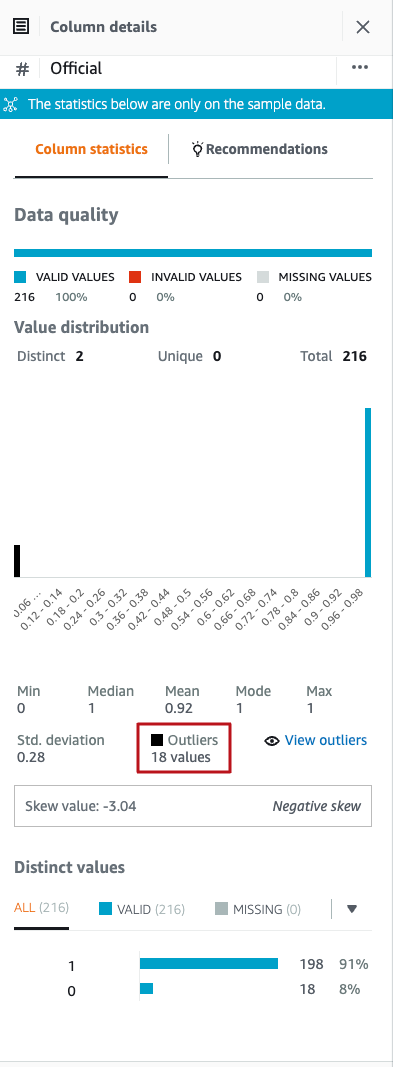 Column details
# Official
The statistics below are only on the sample data.
Column statistics Recommendations
Data quality
VALID VALUES INVALID VALUES MISSING VALUES
216 100% 0 0% 0 0%
Value distribution
Distinct 2 Unique 0 Total 216
0.06 ...
0.12 - 0.14
0.18 - 0.2
0.24 - 0.26
0.3 - 0.32
0.36 - 0.38
0.42 - 0.44
0.48 - 0.5
0.54 - 0.56
0.6 - 0.62
0.66 - 0.68
0.72 - 0.74
0.78 - 0.8
0.84 - 0.86
0.9 - 0.92
0.96 - 0.98
Min Median Mean Mode Max
0 1 0.92 1 1
Std. deviation Outliers View outliers
0.28 18 values
Skew value: -3.04 Negative skew
Distinct values
ALL (216) VALID (216) MISSING (0)
1 198 91%
0 18 8%